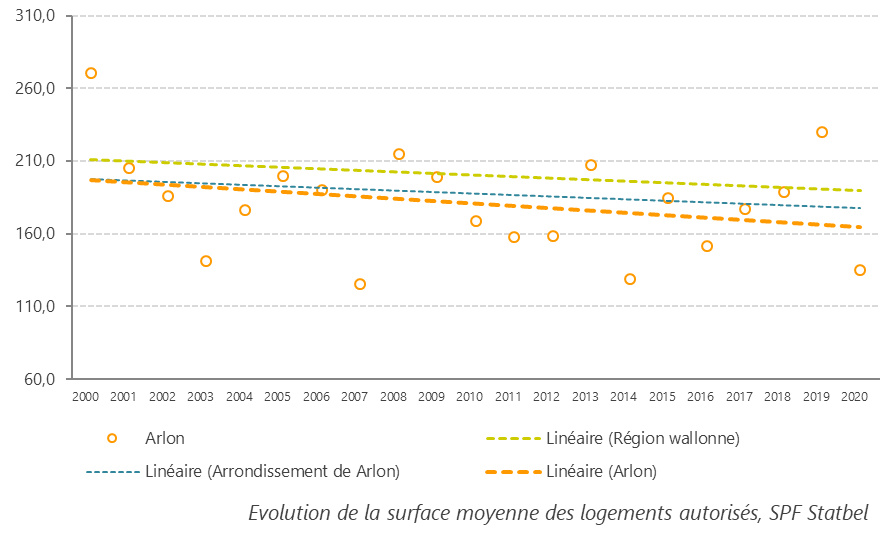 310,0
260,0
210,0
160,0
110,0
60,0
2000 2001 2002 2003 2004 2005 2006 2007 2008 2009 2010 2011 2012 2013 2014 2015 2016 2017 2018 2019 2020
Arlon Linéaire (Région wallonne)
Linéaire (Arrondissement de Arlon) Linéaire (Arlon)
Evolution de la surface moyenne des logements autorisés, SPF Statbel